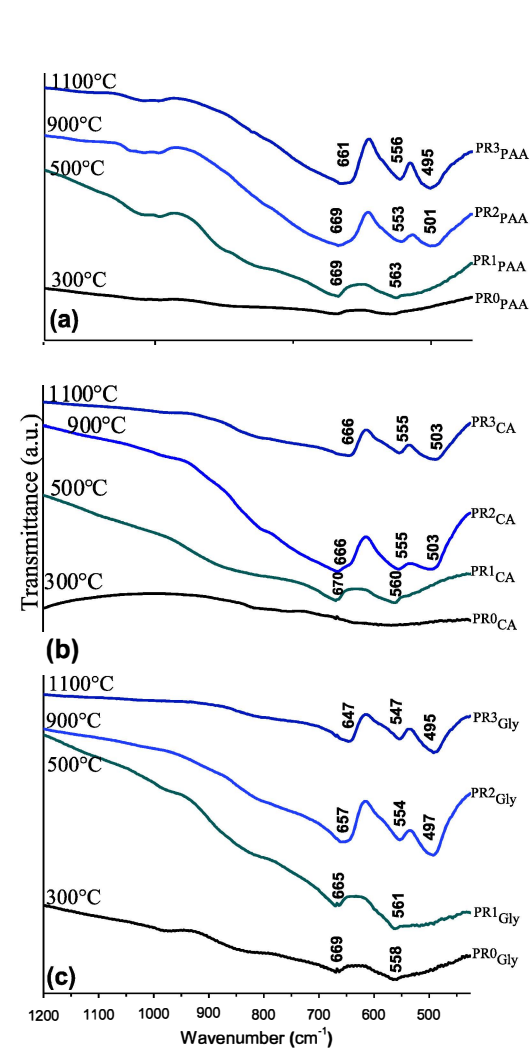 1100°C
661
556
495
PR3PAA
900°C
669
553
501
PR2PAA
500°C
669
563
PR1PAA
300°C
PR0PAA
(a)
Transmittance (a.u.)
1100°C
666
555
503
PR3CA
900°C
666
555
503
PR2CA
500°C
670
560
PR1CA
300°C
PR0CA
(b)
1100°C
647
547
495
PR3Gly
900°C
657
554
497
PR2Gly
500°C
665
561
PR1Gly
300°C
669
558
PR0Gly
(c)
1200 1100 1000 900 800 700 600 500
Wavenumber (cm-1)